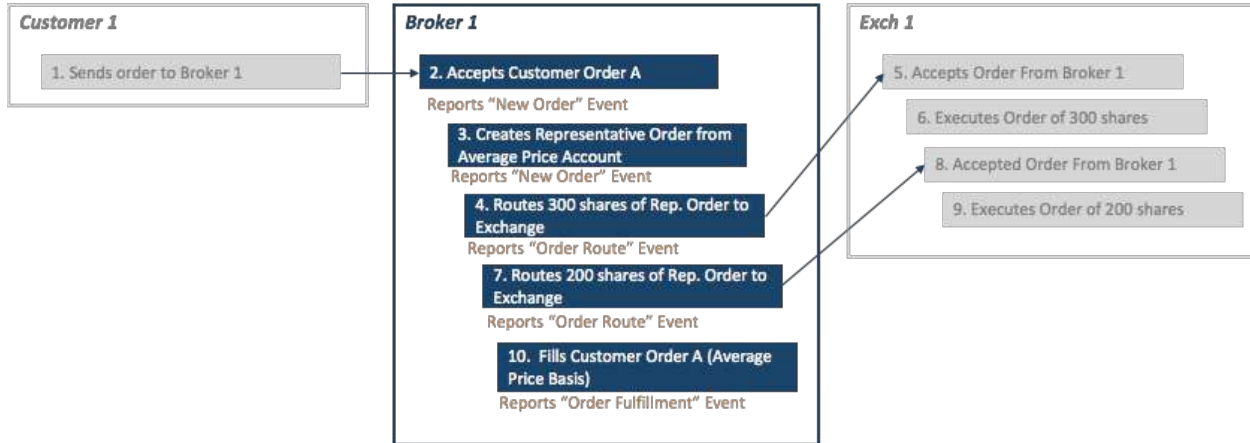 Customer 1
1. Sends order to Broker 1
Broker 1
2. Accepts Customer Order A
Reports “New Order” Event
3. Creates Representative Order from
Average Price Account
Reports “New Order” Event
4. Routes 300 shares of Rep. Order to
Exchange
Reports “Order Route” Event
7. Routes 200 shares of Rep. Order to
Exchange
Reports “Order Route” Event
10. Fills Customer Order A (Average
Price Basis)
Reports “Order Fulfillment” Event
Exch 1
5. Accepts Order From Broker 1
6. Executes Order of 300 shares
8. Accepted Order From Broker 1
9. Executes Order of 200 shares